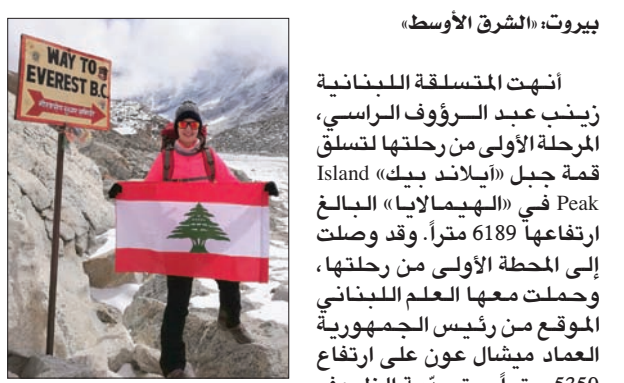 بيروت: «الشرق الأوسط»
أنهت المتسلقة اللبنانية
زينب عبد الــرؤوف الراسي،
المرحلة الأولى من رحلتها لتسلق
قمة جبل «آيلاند بيك» Island
Peak في «الهيمالايا» البالغ
ارتفاعها 6189 متراً. وقد وصلت
إلى المحطة الأولى من رحلتها،
وحملت معها العلم اللبناني
الموقع من رئيس الجمهورية
العماد ميشال عون على ارتفاع
WAY TO
EVEREST B.C